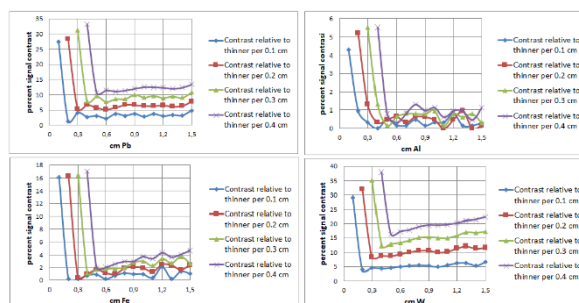 percent signal contrast
35
30
25
20
15
10
5
0
0 0,3 0,6 0,9 1,2 1,5
cm Pb
Contrast relative to
thinner per 0.1 cm
Contrast relative to
thinner per 0.2 cm
Contrast relative to
thinner per 0.3 cm
Contrast relative to
thinner per 0.4 cm
percent signal contrast
6
5
4
3
2
1
0
0 0,3 0,6 0,9 1,2 1,5
cm Al
Contrast relative to
thinner per 0.1 cm
Contrast relative to
thinner per 0.2 cm
Contrast relative to
thinner per 0.3 cm
Contrast relative to
thinner per 0.4 cm
percent signal contrast
18
16
14
12
10
8
6
4
2
0
0 0,3 0,6 0,9 1,2 1,5
cm Fe
Contrast relative to
thinner per 0.1 cm
Contrast relative to
thinner per 0.2 cm
Contrast relative to
thinner per 0.3 cm
Contrast relative to
thinner per 0.4 cm
percent signal contrast
40
35
30
25
20
15
10
5
0
0 0,3 0,6 0,9 1,2 1,5
cm W
Contrast relative to
thinner per 0.1 cm
Contrast relative to
thinner per 0.2 cm
Contrast relative to
thinner per 0.3 cm
Contrast relative to
thinner per 0.4 cm